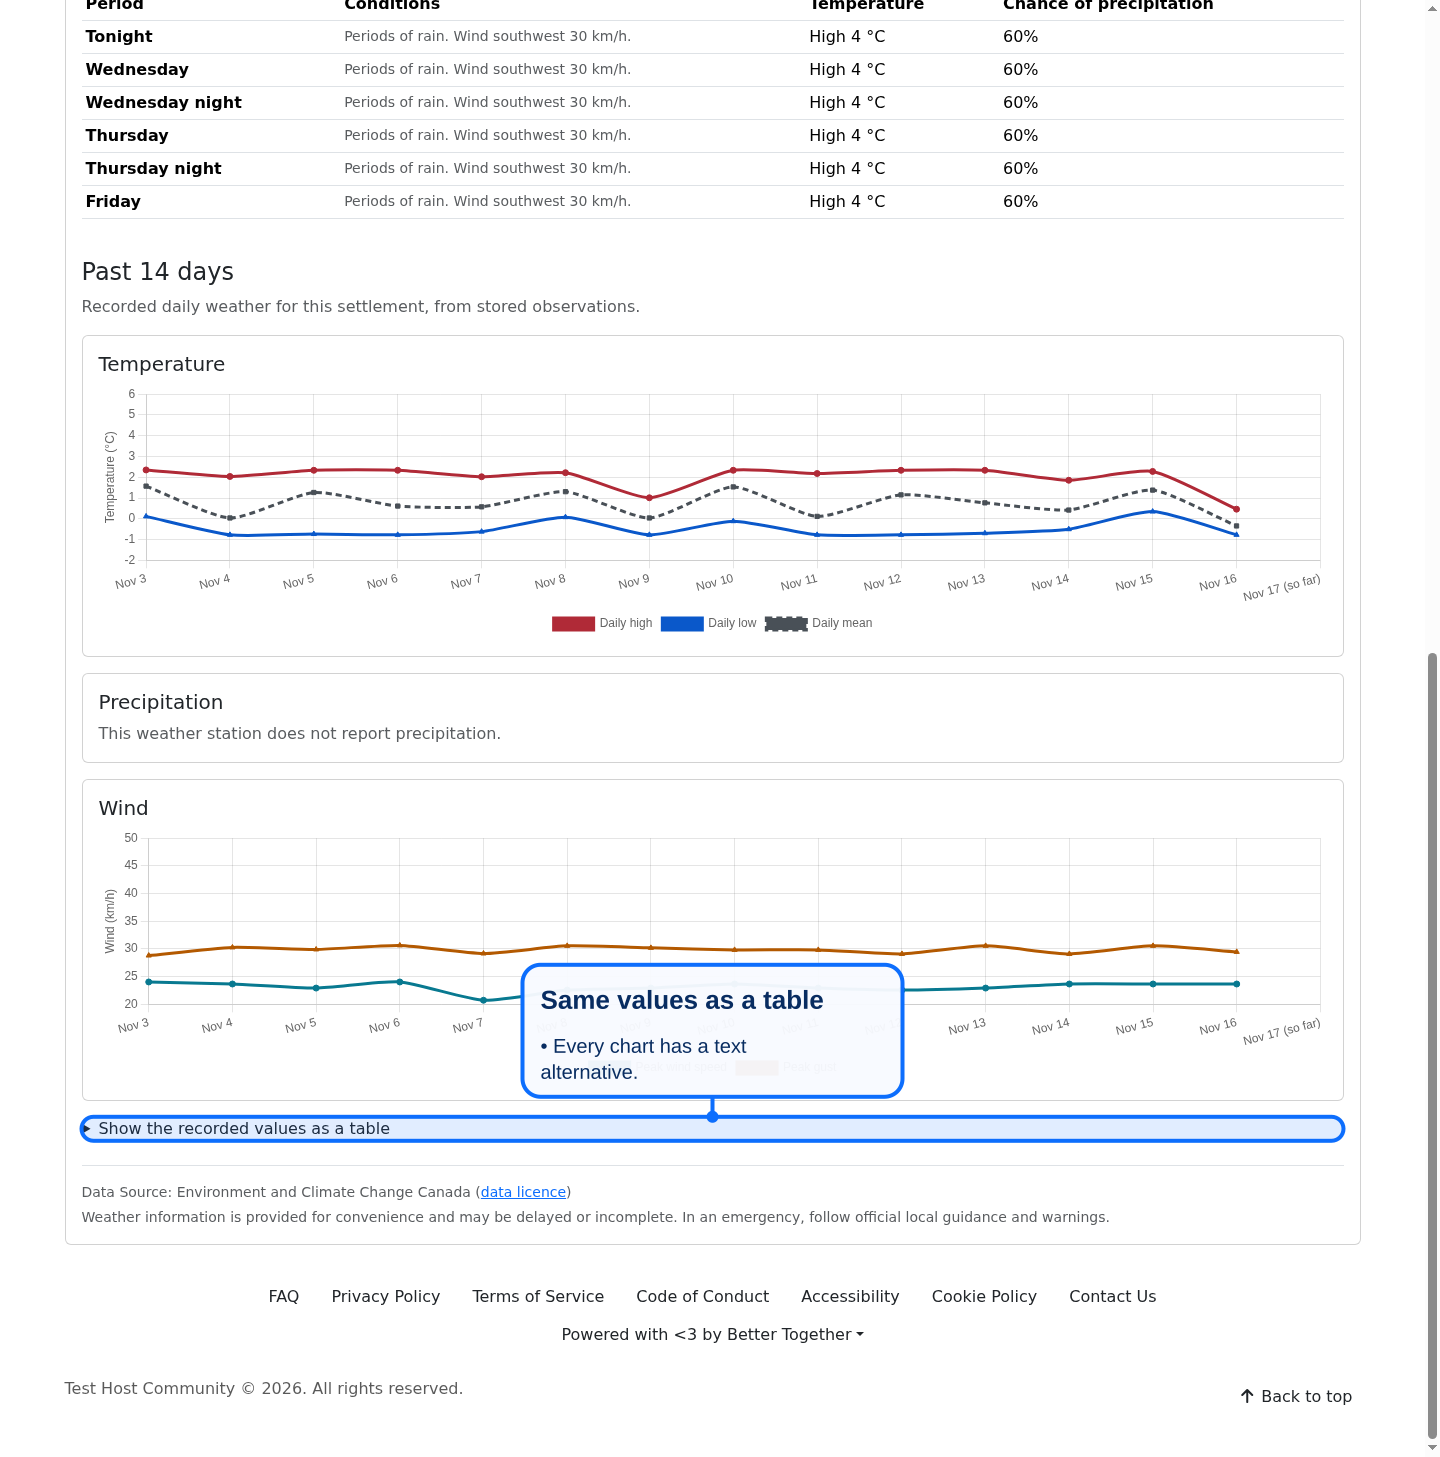 Period Conditions Temperature Chance of precipitation
Tonight Periods of rain. Wind southwest 30 km/h. High 4 °C 60%
Wednesday Periods of rain. Wind southwest 30 km/h. High 4 °C 60%
Wednesday night Periods of rain. Wind southwest 30 km/h. High 4 °C 60%
Thursday Periods of rain. Wind southwest 30 km/h. High 4 °C 60%
Thursday night Periods of rain. Wind southwest 30 km/h. High 4 °C 60%
Friday Periods of rain. Wind southwest 30 km/h. High 4 °C 60%
Past 14 days
Recorded daily weather for this settlement, from stored observations.
Temperature
Temperature (°C)
6
5
4
3
2
1
0
-1
-2
Nov 3 Nov 4 Nov 5 Nov 6 Nov 7 Nov 8 Nov 9 Nov 10 Nov 11 Nov 12 Nov 13 Nov 14 Nov 15 Nov 16 Nov 17 (so far)
Daily high Daily low Daily mean
Precipitation
This weather station does not report precipitation.
Wind
Wind (km/h)
50
45
40
35
30
25
20
Nov 3 Nov 4 Nov 5 Nov 6 Nov 7 Nov 13 Nov 14 Nov 15 Nov 16 Nov 17 (so far)
Same values as a table
• Every chart has a text
alternative.
Show the recorded values as a table
Data Source: Environment and Climate Change Canada (data licence)
Weather information is provided for convenience and may be delayed or incomplete. In an emergency, follow official local guidance and warnings.
FAQ Privacy Policy Terms of Service Code of Conduct Accessibility Cookie Policy Contact Us
Powered with <3 by Better Together
Test Host Community © 2026. All rights reserved.
Back to top